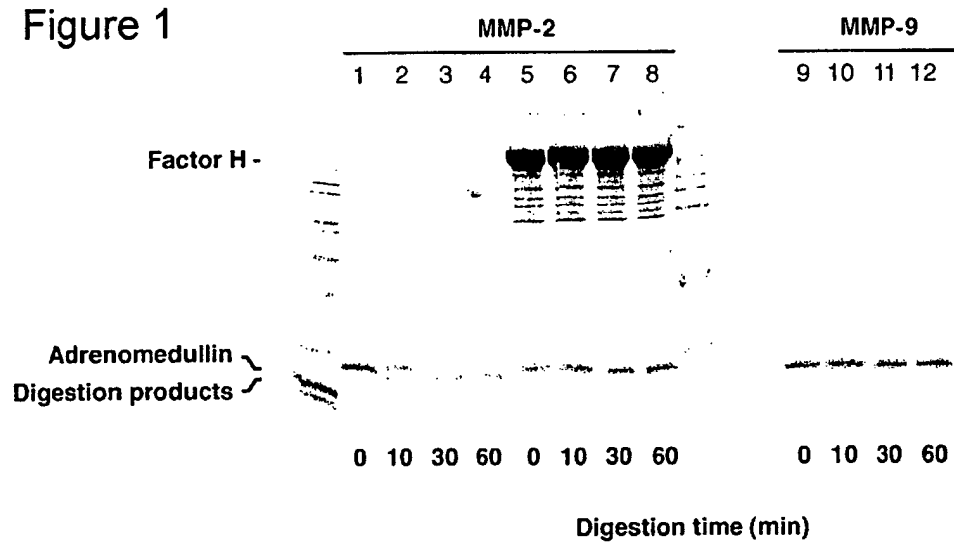 Figure 1
MMP-2 MMP-9
1 2 3 4 5 6 7 8 9 10 11 12
Factor H -
Adrenomedullin
Digestion products
0 10 30 60 0 10 30 60 0 10 30 60
Digestion time (min)